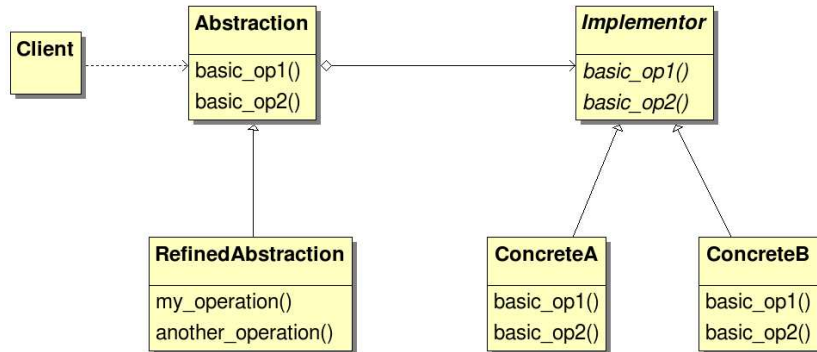 Client
Abstraction
basic_op1()
basic_op2()
Implementor
basic_op1()
basic_op2()
RefinedAbstraction
my_operation()
another_operation()
ConcreteA
basic_op1()
basic_op2()
ConcreteB
basic_op1()
basic_op2()